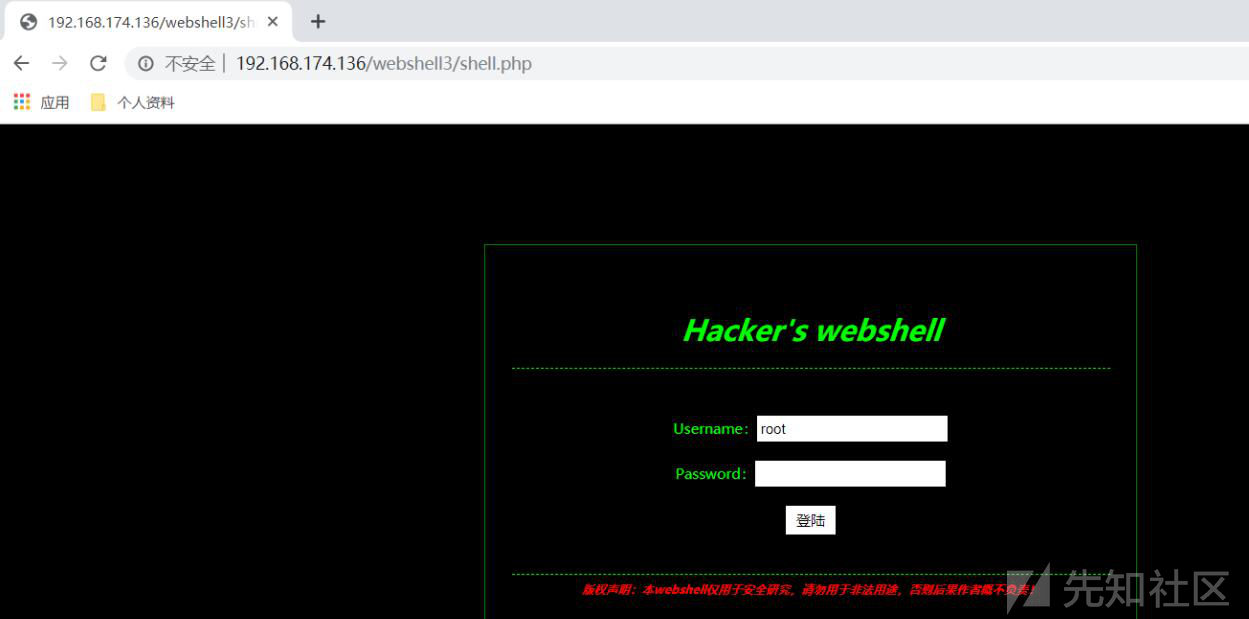 192.168.174.136/webshell3/sh
不安全 | 192.168.174.136/webshell3/shell.php
应用 个人资料
Hacker's webshell
Username： root
Password：
登陆
版权声明：本webshell仅用于安全研究，请勿用于非法用途，否则后果作者概不负责！
先知社区